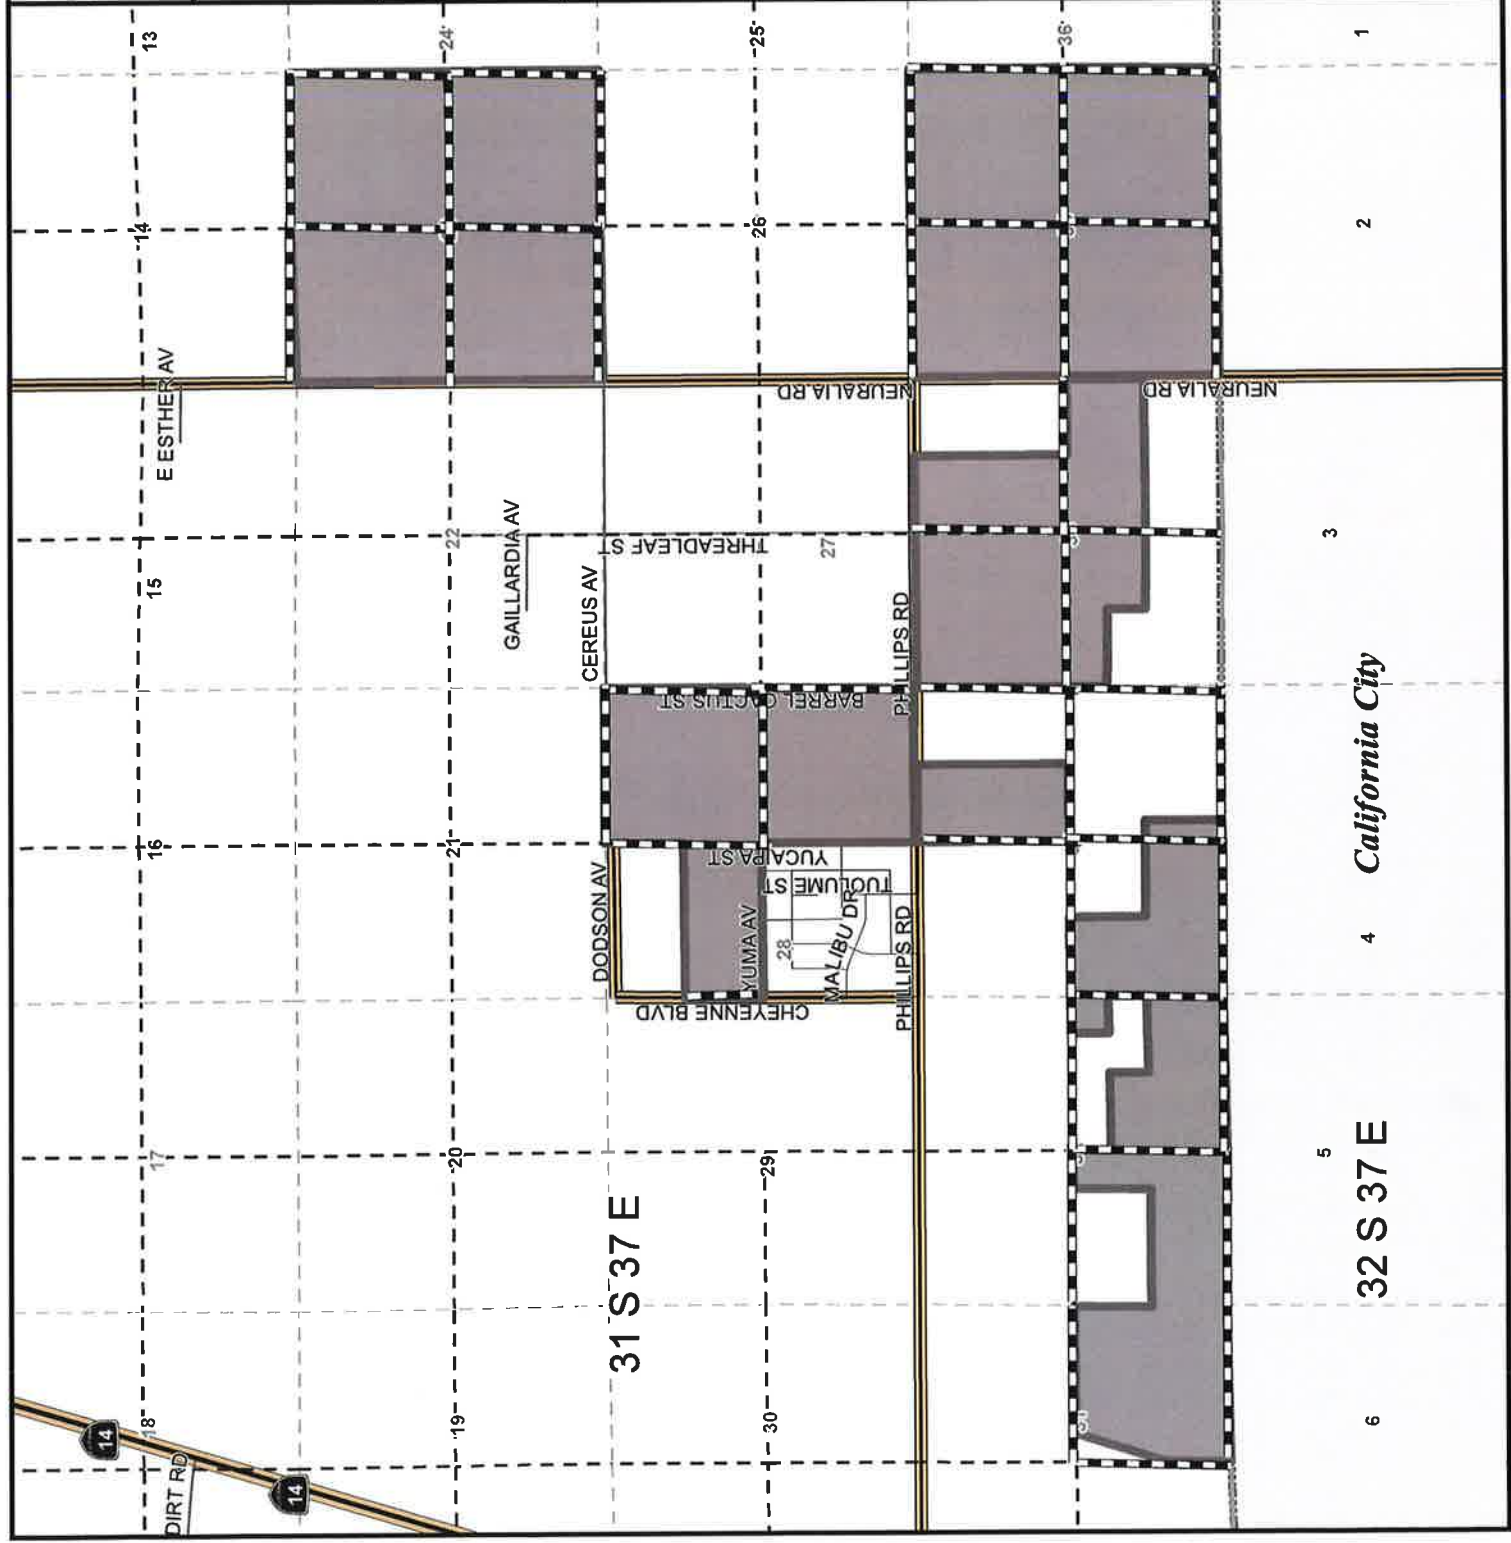 13
24
25
36
1
14
26
2
E ESTHER AV
NEURALIA RD
NEURALIA RD
15
22
GAILLARDIA AV
CEREUS AV
THREADLEAF ST
27
PHILLIPS RD
3
BARREL CACTUS ST
16
21
DODSON AV
YUCAIPA ST
TUOLUME ST
YUMA AV
28
MALIBU DR
PHILLIPS RD
CHEYENNE BLVD
4
California City
17
20
29
5
31 S 37 E
32 S 37 E
14
18
19
30
6
DIRT RD
14